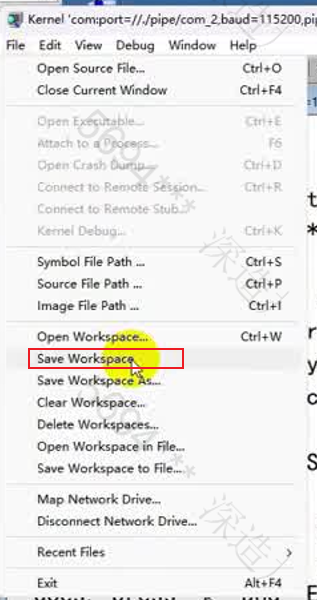 Kernel 'com:port=//./pipe/com_2,baud=115200,pip
File Edit View Debug Window Help
Open Source File... Ctrl+O
Close Current Window Ctrl+F4
Open Executable... Ctrl+E
Attach to a Process... F6
Open Crash Dump... Ctrl+D
Connect to Remote Session... Ctrl+R
Connect to Remote Stub...
Kernel Debug... Ctrl+K
Symbol File Path ... Ctrl+S
Source File Path ... Ctrl+P
Image File Path ... Ctrl+I
Open Workspace... Ctrl+W
Save Workspace
Save Workspace As...
Clear Workspace...
Delete Workspaces...
Open Workspace in File...
Save Workspace to File...
Map Network Drive...
Disconnect Network Drive...
Recent Files
Exit Alt+F4
5694***
深造